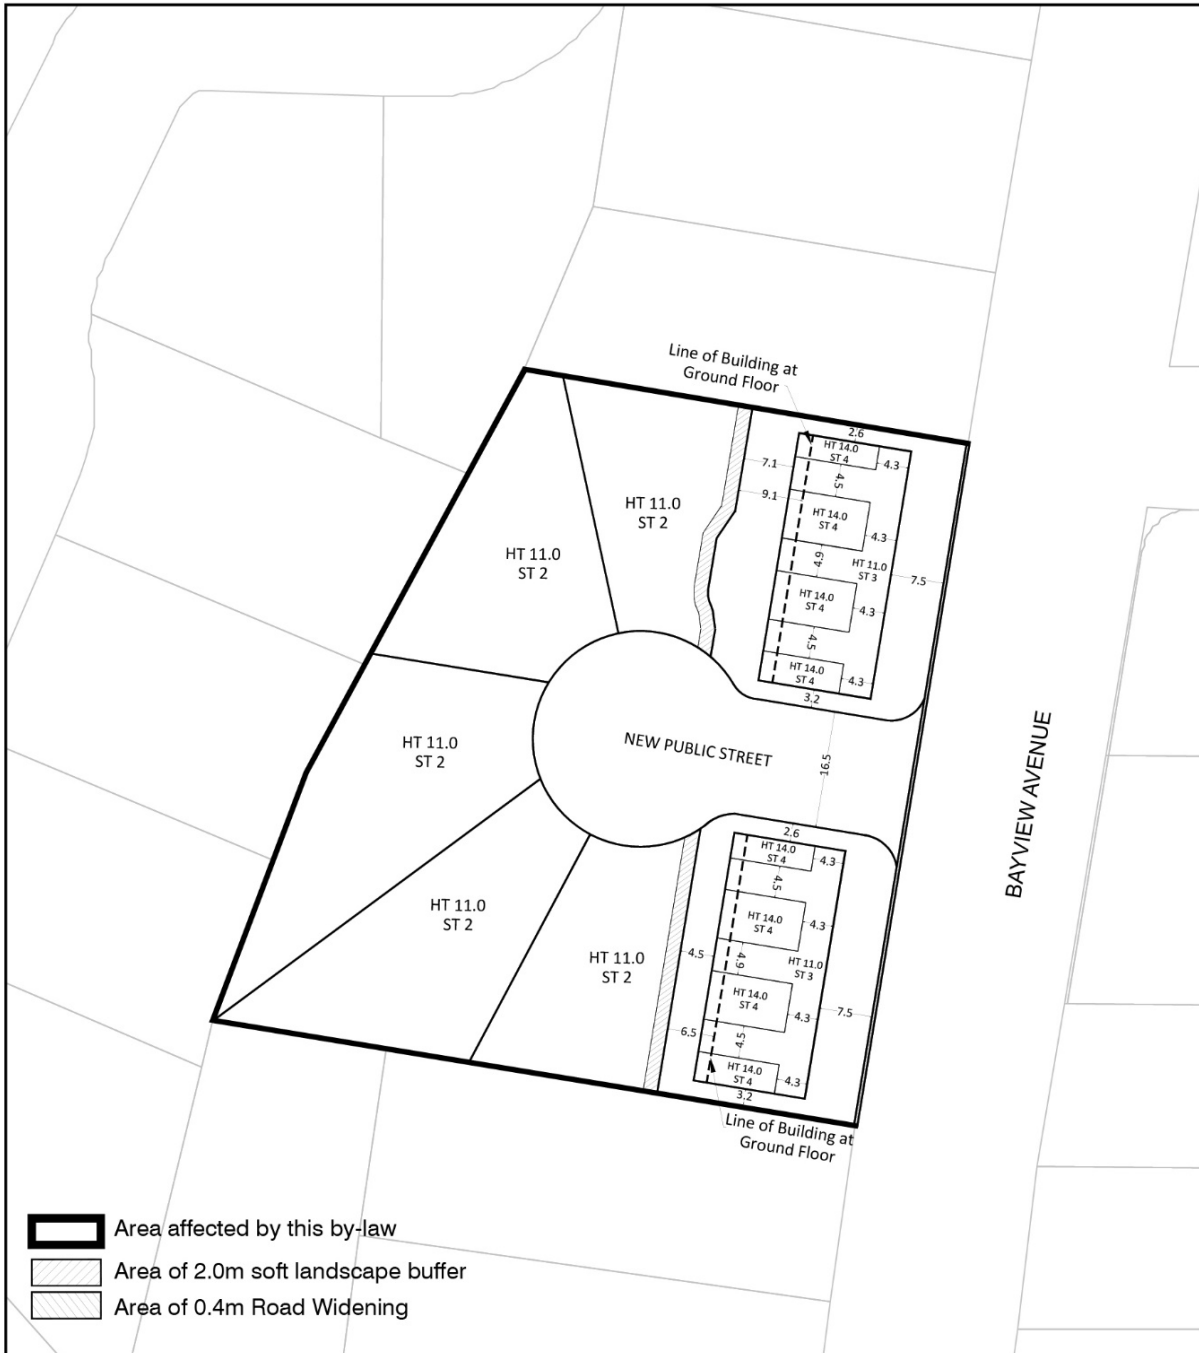 Line of Building at
Ground Floor
2.6
HT 14.0
ST 4
4.3
7.1
4.5
9.1
HT 11.0
ST 2
HT 14.0
ST 4
4.3
HT 11.0
ST 2
4.9
HT 11.0
ST 3
7.5
HT 14.0
ST 4
4.3
4.5
HT 14.0
ST 4
4.3
3.2
HT 11.0
ST 2
NEW PUBLIC STREET
16.5
BAYVIEW AVENUE
2.6
HT 14.0
ST 4
4.3
4.5
HT 11.0
ST 2
HT 14.0
ST 4
4.3
HT 11.0
ST 2
4.5
4.9
HT 11.0
ST 3
HT 14.0
ST 4
4.3
7.5
6.5
4.5
HT 14.0
ST 4
4.3
3.2
Line of Building at
Ground Floor
Area affected by this by-law
Area of 2.0m soft landscape buffer
Area of 0.4m Road Widening